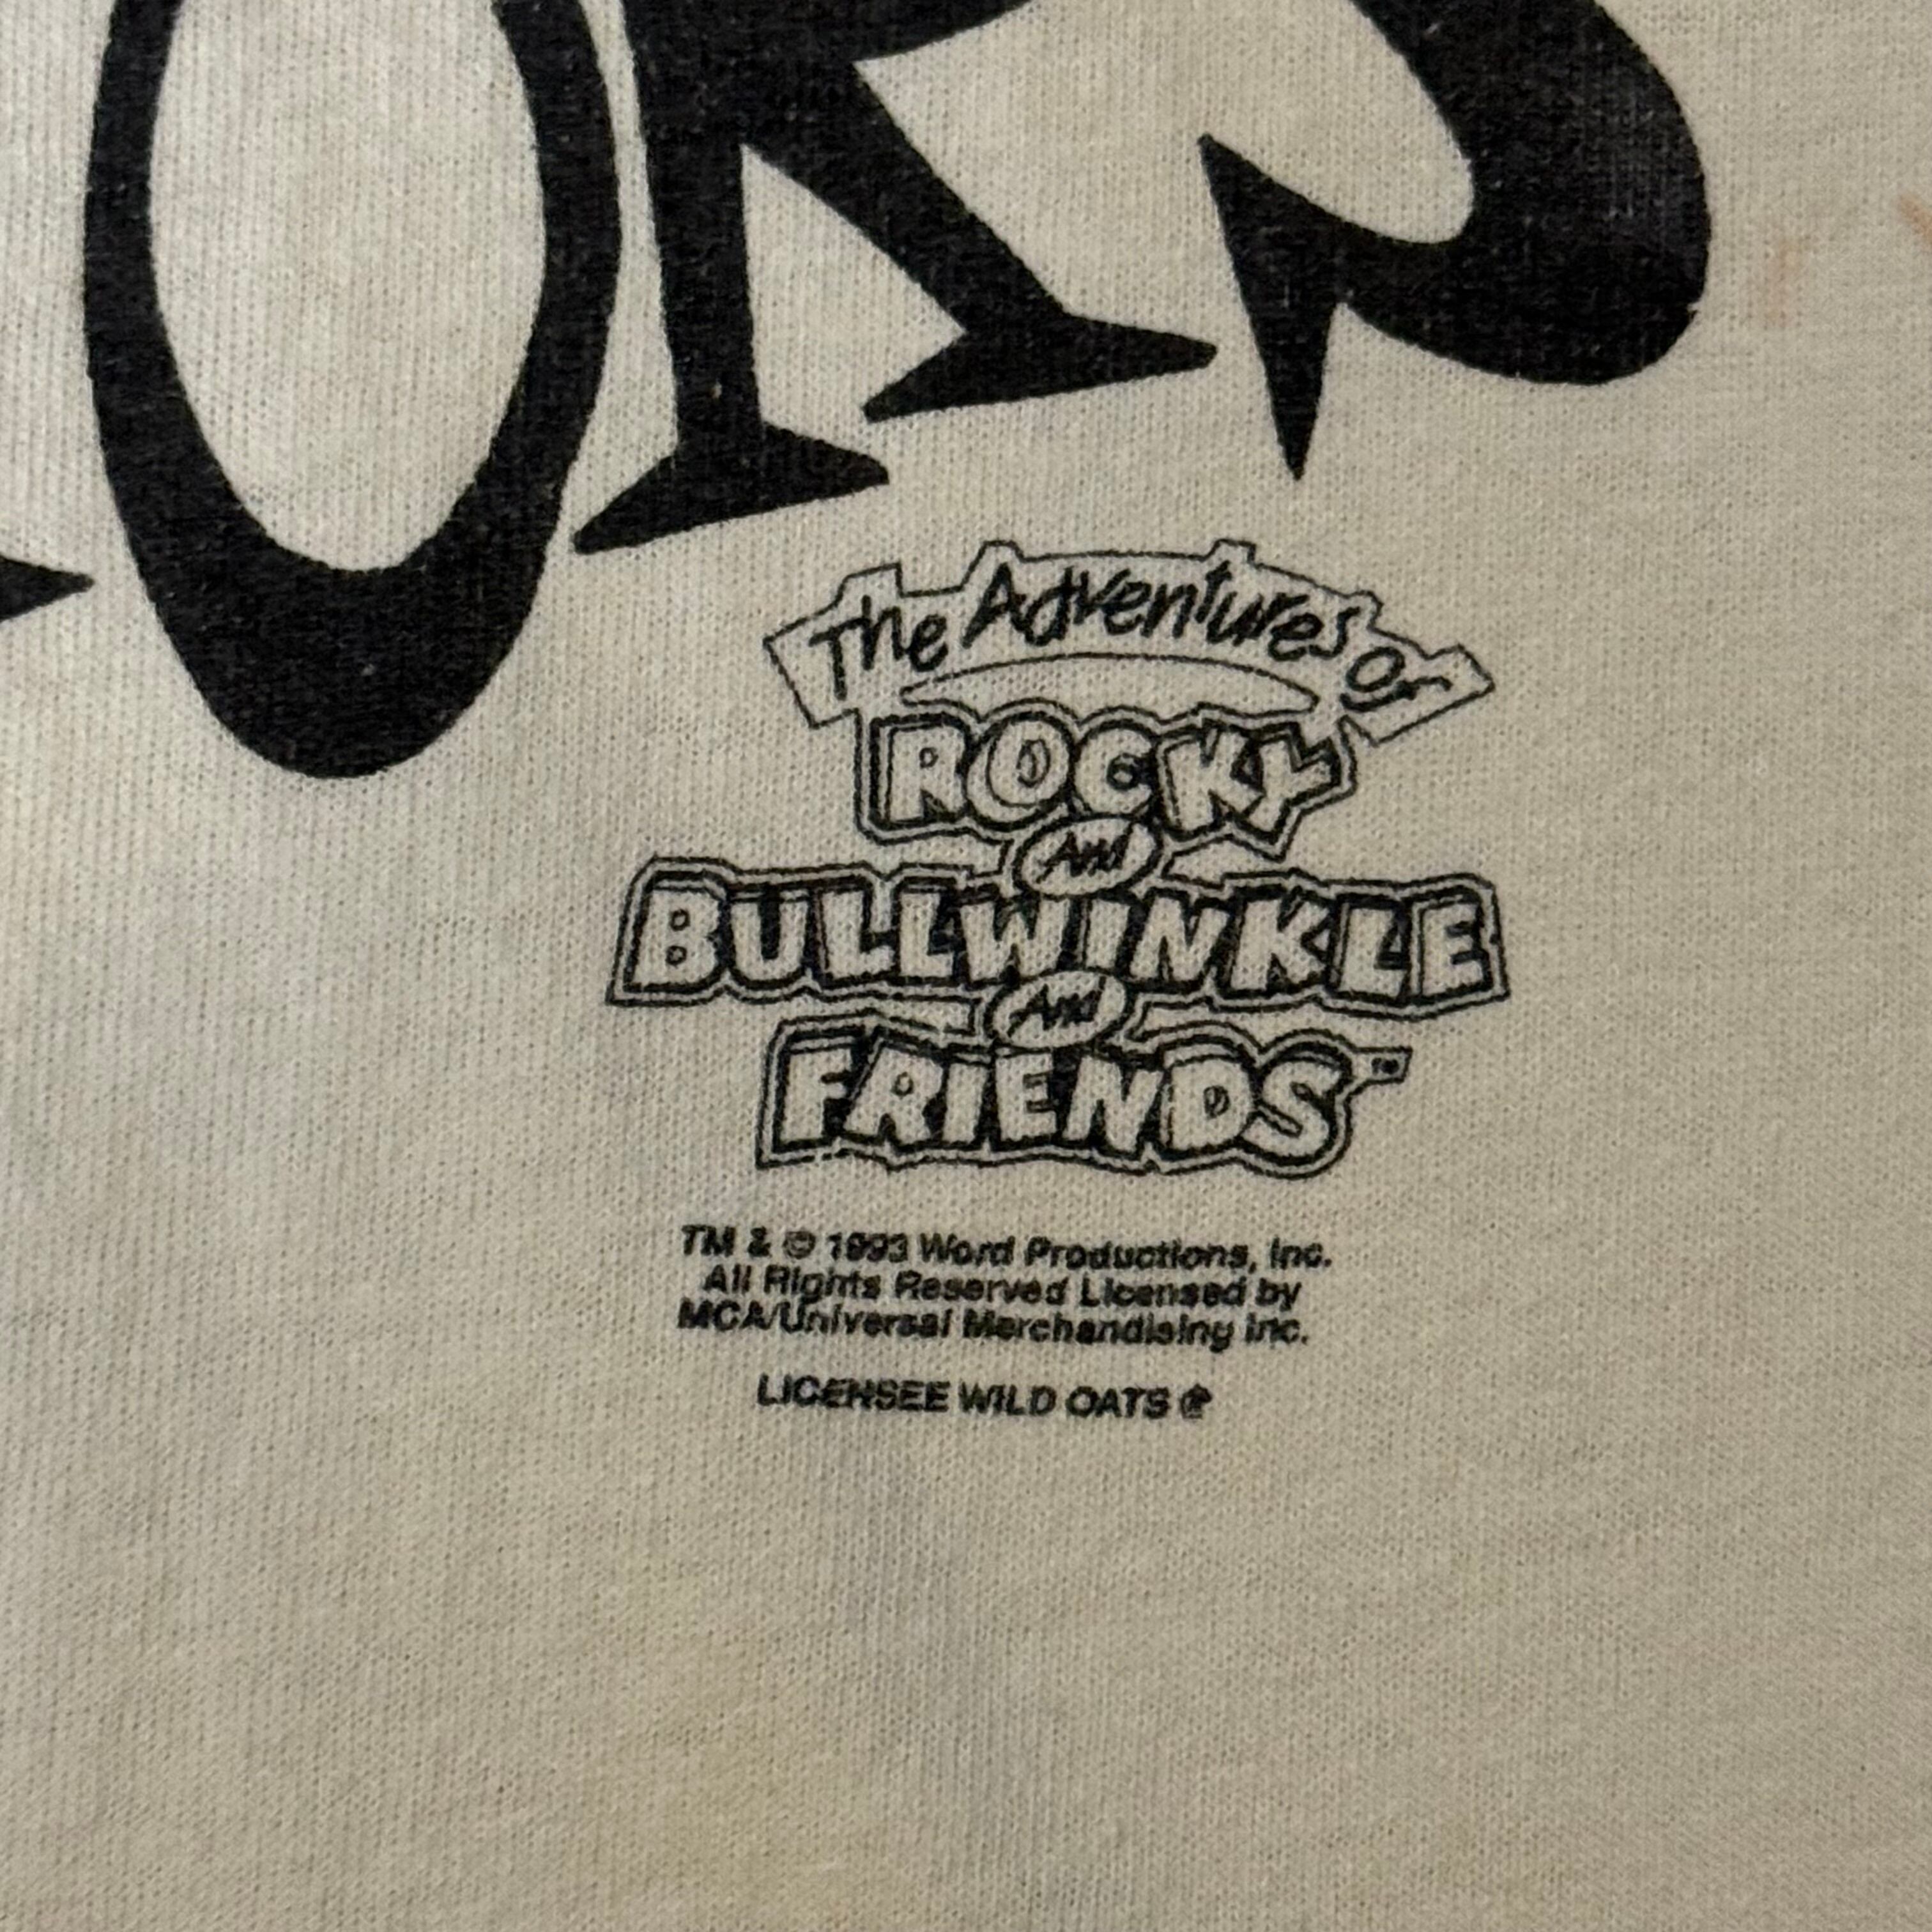 ORS
The Adventures of
ROCKY
And
BULLWINKLE
And
FRIENDS™
TM & © 1993 Ward Productions, Inc.
All Rights Reserved Licensed by
MCA/Universal Merchandising Inc.
LICENSEE WILD OATS ®